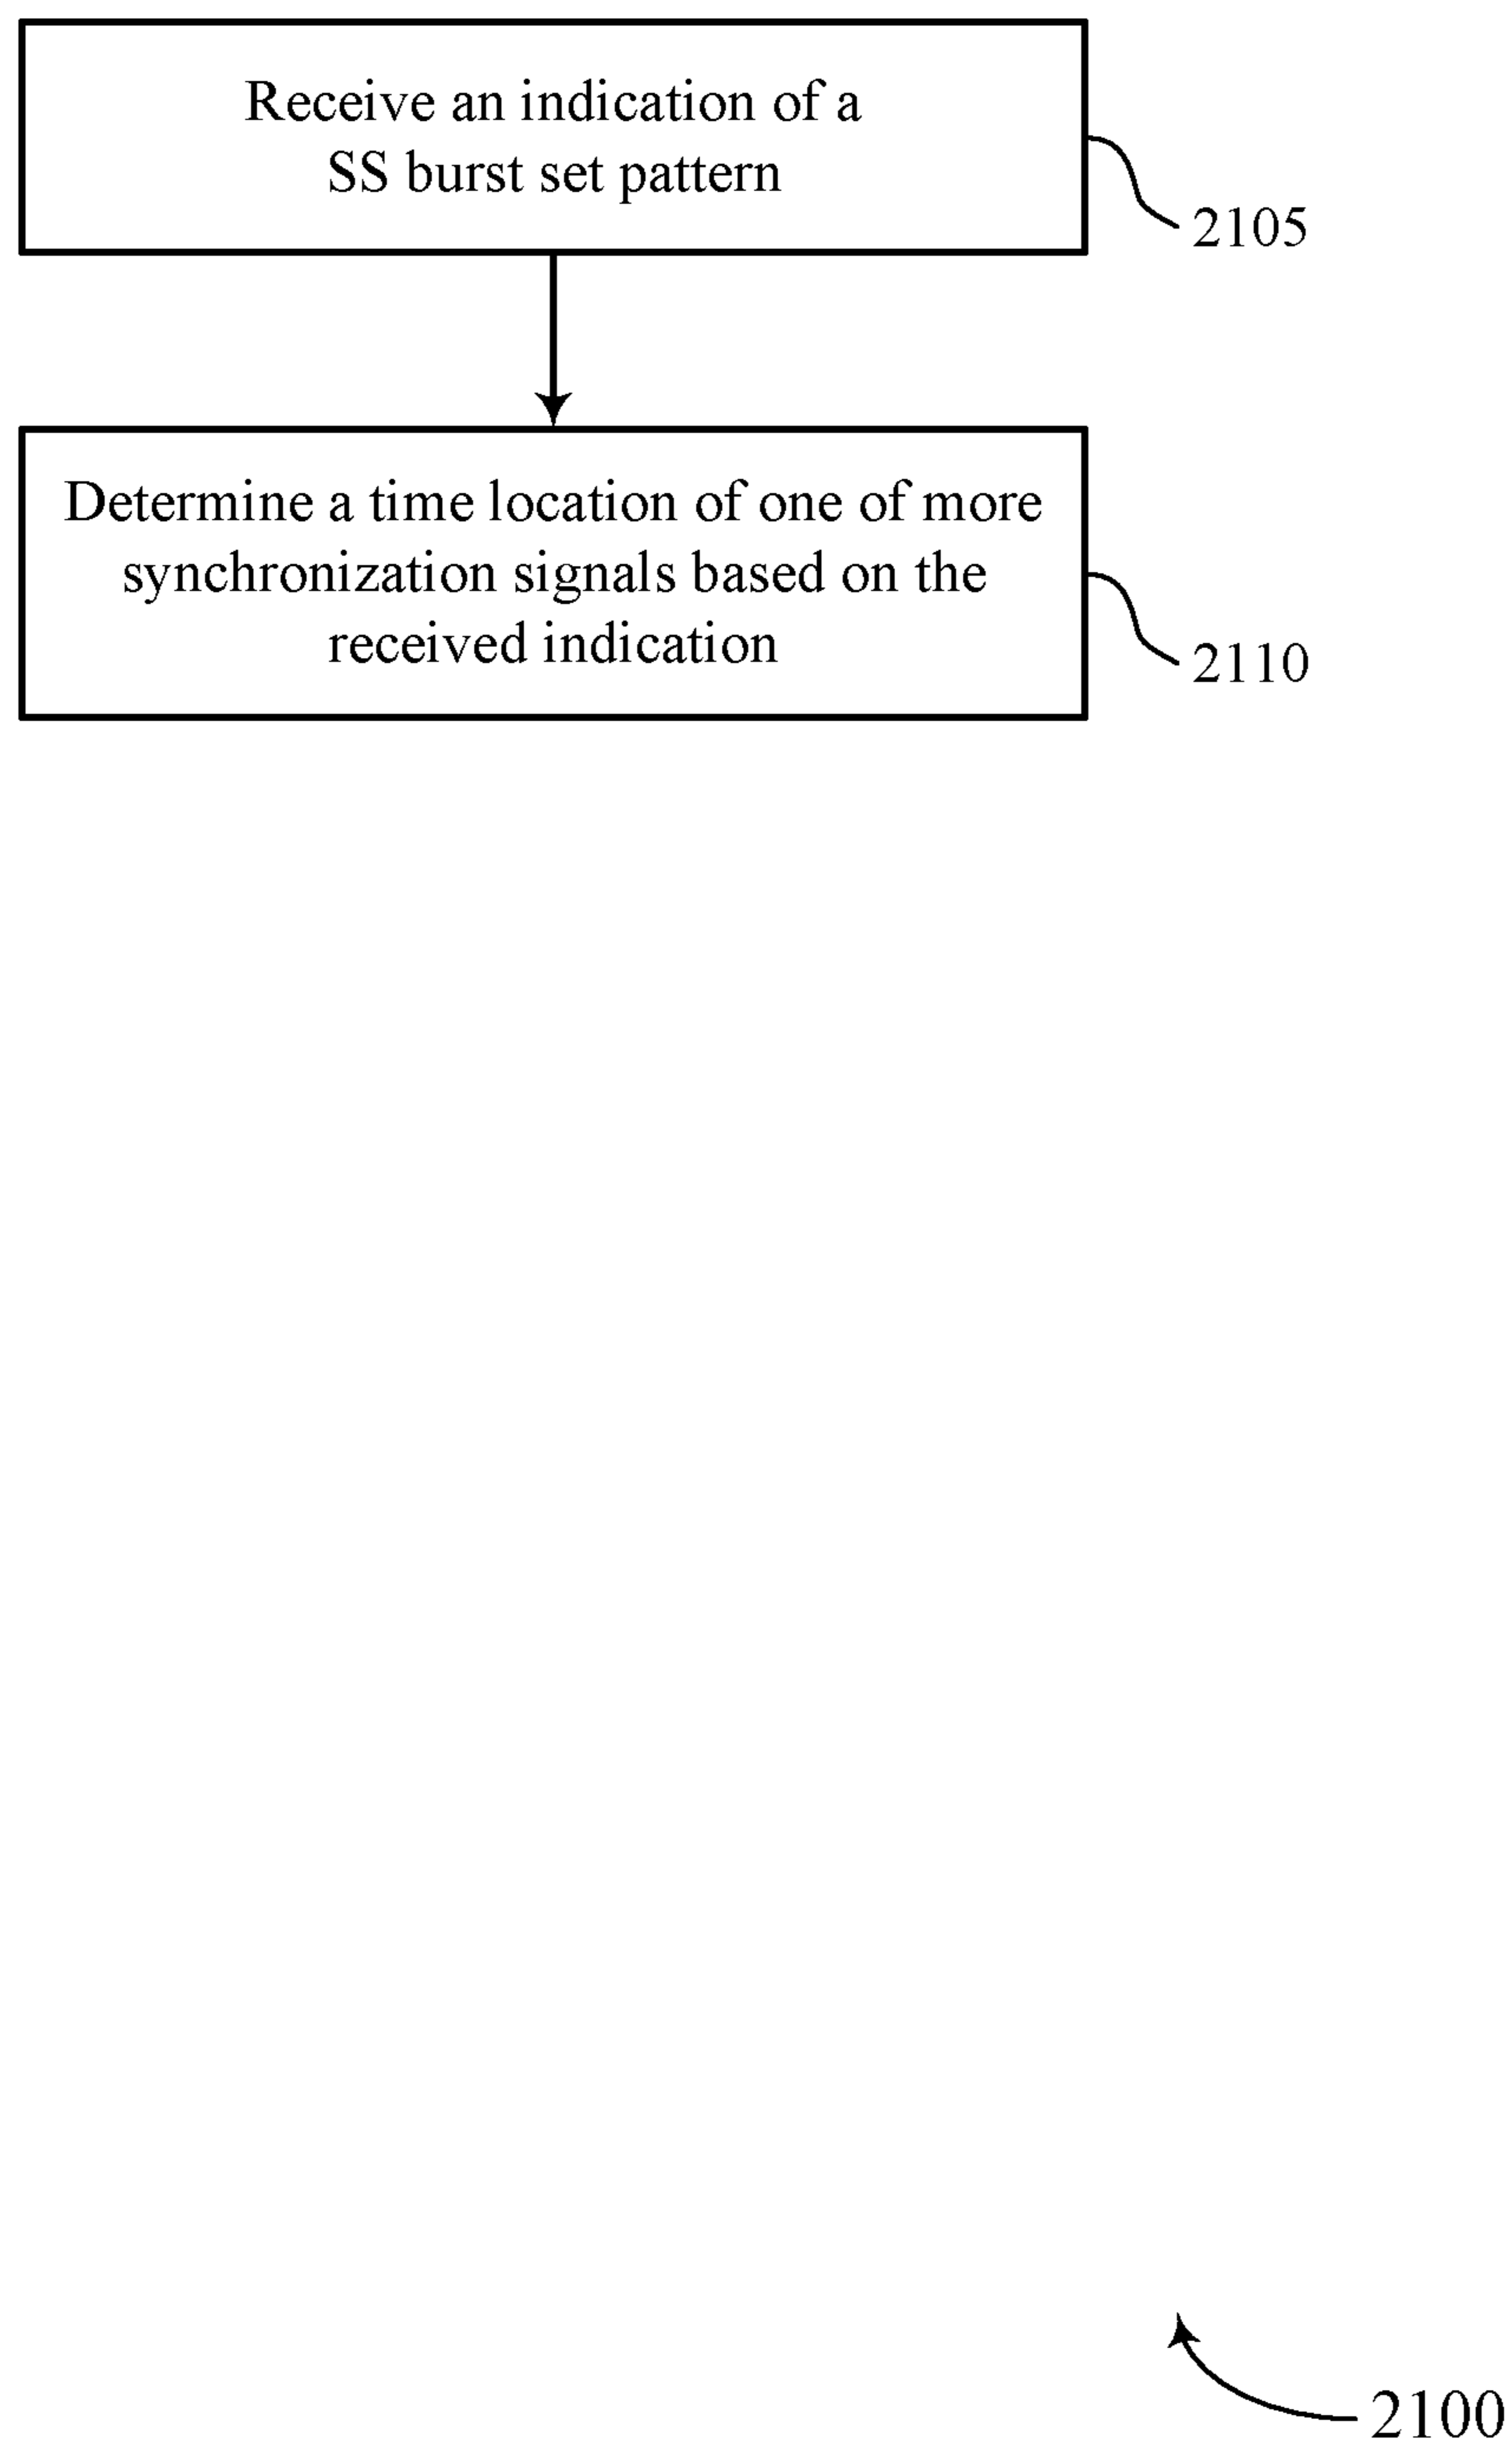 Receive an indication of a
SS burst set pattern
2105
Determine a time location of one of more
synchronization signals based on the
received indication
2110
2100